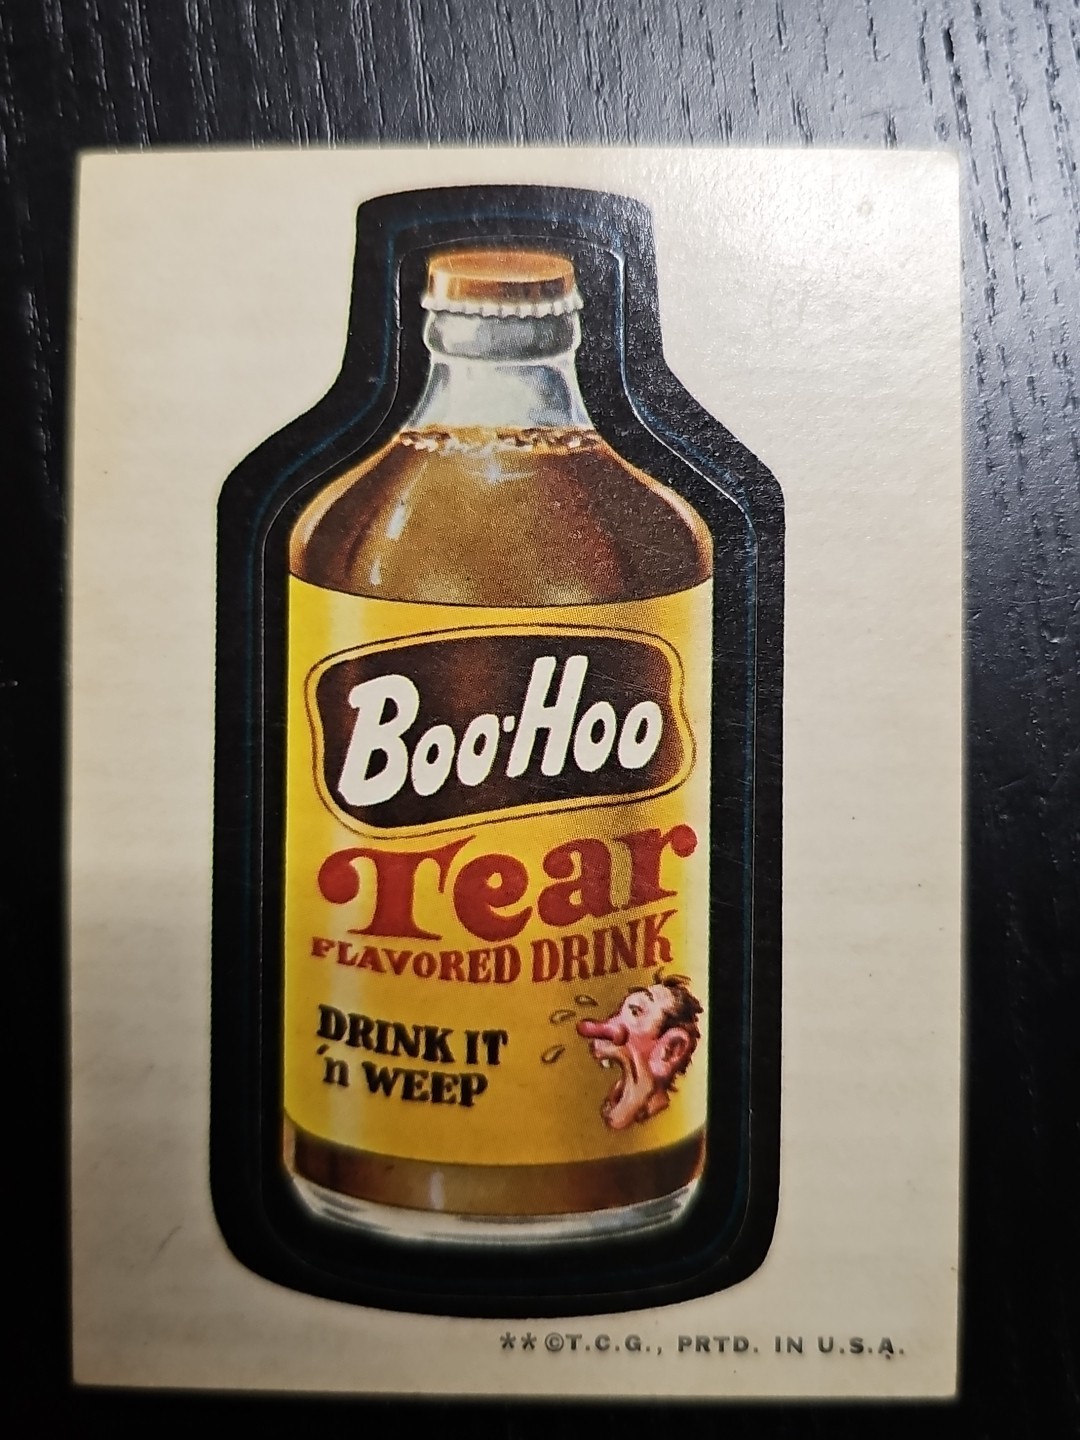 Boo·Hoo
Tear
FLAVORED DRINK
DRINK IT
'n WEEP
**©T.C.G., PRTD. IN U.S.A.